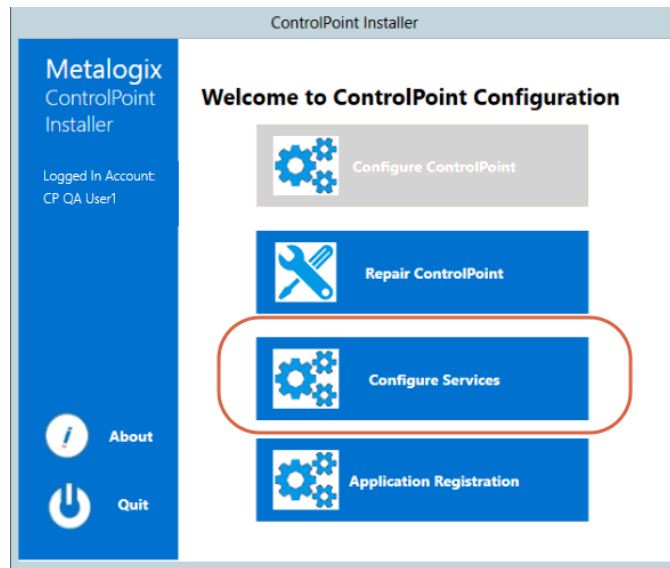 ControlPoint Installer
Metalogix
ControlPoint
Installer
Logged In Account:
CP QA User1
About
Quit
Welcome to ControlPoint Configuration
Configure ControlPoint
Repair ControlPoint
Configure Services
Application Registration